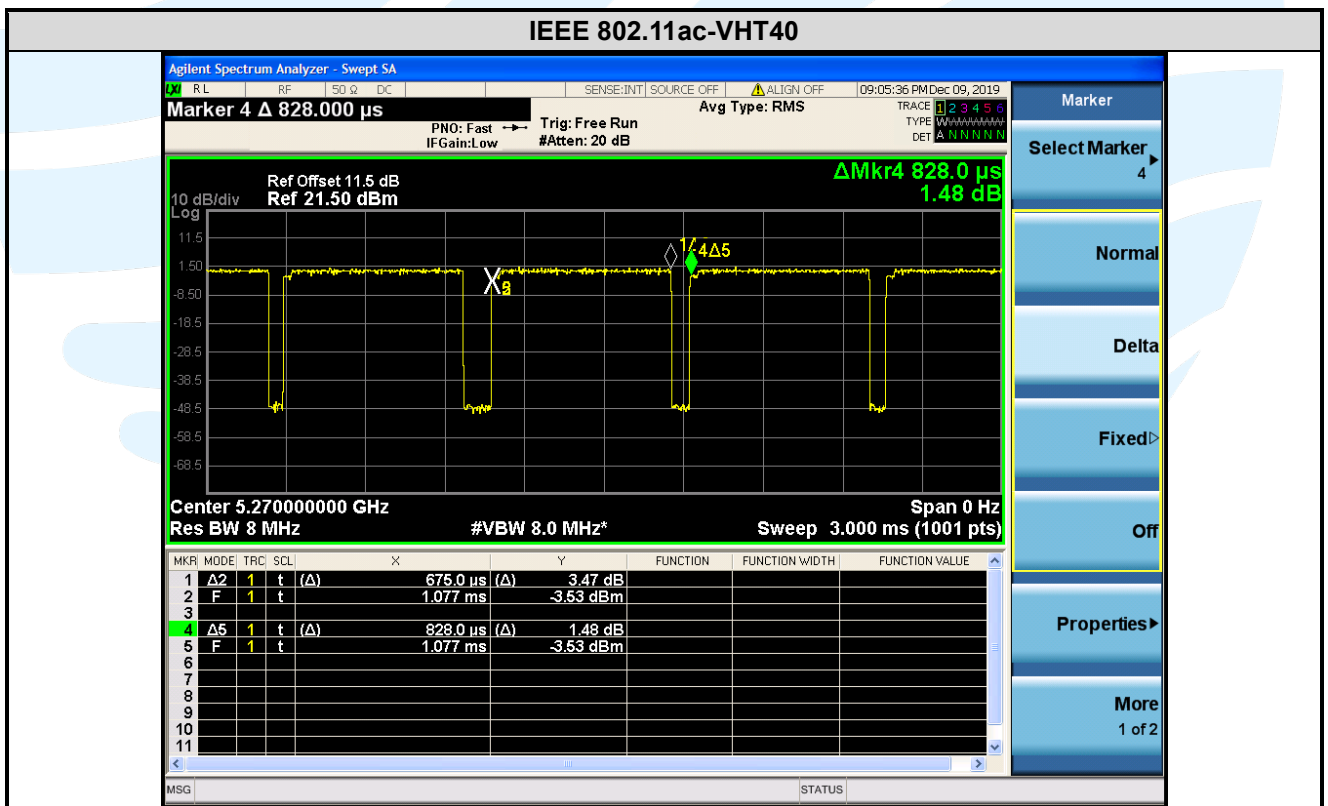 IEEE 802.11ac-VHT40
Agilent Spectrum Analyzer - Swept SA
LXI RL RF 50 Ω DC SENSE:INT SOURCE OFF ALIGN OFF 09:05:36 PM Dec 09, 2019
Marker 4 Δ 828.000 µs
PNO: Fast
IFGain:Low
Trig: Free Run
#Atten: 20 dB
Avg Type: RMS
TRACE 1 2 3 4 5 6
TYPE
DET A N N N N N
ΔMkr4 828.0 µs
1.48 dB
10 dB/div
Log
Ref Offset 11.5 dB
Ref 21.50 dBm
11.5
1.50
-8.50
-18.5
-28.5
-38.5
-48.5
-58.5
-68.5
4Δ5
Center 5.270000000 GHz Span 0 Hz
Res BW 8 MHz #VBW 8.0 MHz* Sweep 3.000 ms (1001 pts)
MKR MODE TRC SCL X Y FUNCTION FUNCTION WIDTH FUNCTION VALUE
1 Δ2 1 t (Δ) 675.0 µs (Δ) 3.47 dB
2 F 1 t 1.077 ms -3.53 dBm
3
4 Δ5 1 t (Δ) 828.0 µs (Δ) 1.48 dB
5 F 1 t 1.077 ms -3.53 dBm
6
7
8
9
10
11
MSG STATUS
Marker
Select Marker
4
Normal
Delta
Fixed
Off
Properties
More
1 of 2